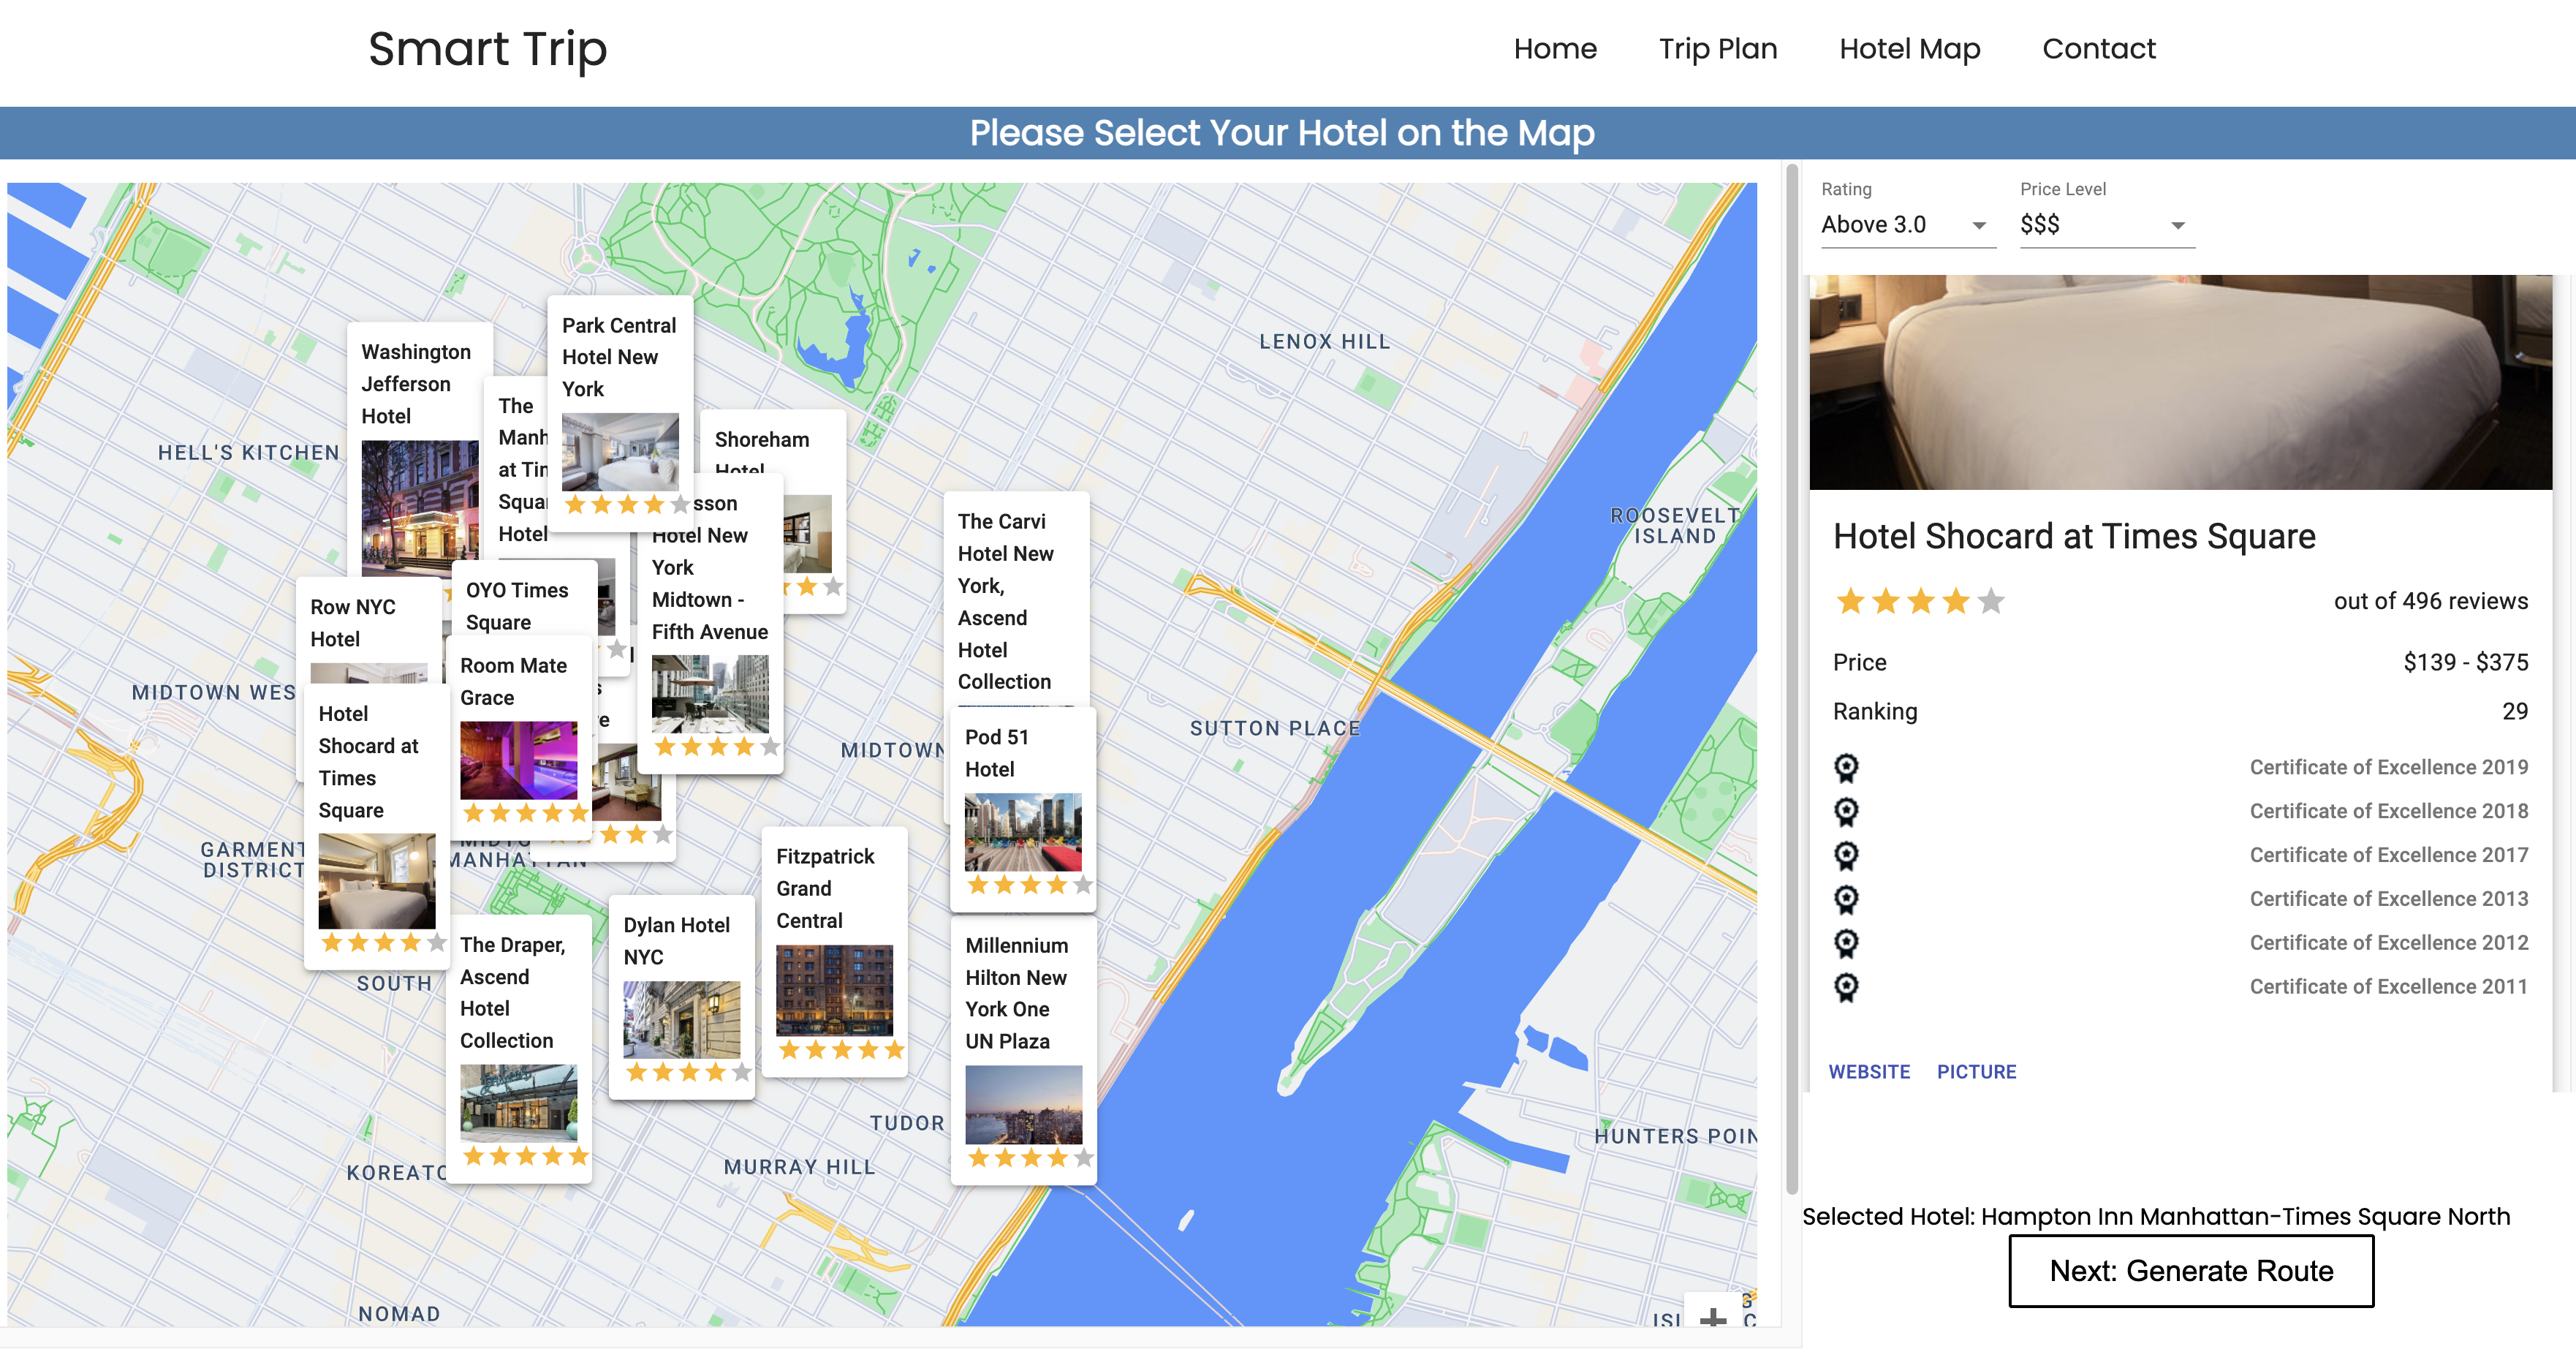 Smart Trip
Home
Trip Plan
Hotel Map
Contact
Please Select Your Hotel on the Map
Rating
Above 3.0
Price Level
$$$
LENOX HILL
HELL'S KITCHEN
ROOSEVELT
ISLAND
SUTTON PLACE
MIDTOWN WES
MIDTOWN
GARMENT
DISTRICT
MANHATTAN
SOUTH
TUDOR
MURRAY HILL
KOREATO
NOMAD
HUNTERS POIN
Washington
Jefferson
Hotel
Park Central
Hotel New
York
The
Manh
at Tim
Squar
Hotel
Shoreham
Hotel
sson
Hotel New
York
Midtown -
Fifth Avenue
The Carvi
Hotel New
York,
Ascend
Hotel
Collection
Row NYC
Hotel
OYO Times
Square
Room Mate
Grace
Hotel
Shocard at
Times
Square
Pod 51
Hotel
Fitzpatrick
Grand
Central
Dylan Hotel
NYC
The Draper,
Ascend
Hotel
Collection
Millennium
Hilton New
York One
UN Plaza
Hotel Shocard at Times Square
out of 496 reviews
Price $139 - $375
Ranking 29
Certificate of Excellence 2019
Certificate of Excellence 2018
Certificate of Excellence 2017
Certificate of Excellence 2013
Certificate of Excellence 2012
Certificate of Excellence 2011
WEBSITE PICTURE
Selected Hotel: Hampton Inn Manhattan-Times Square North
Next: Generate Route